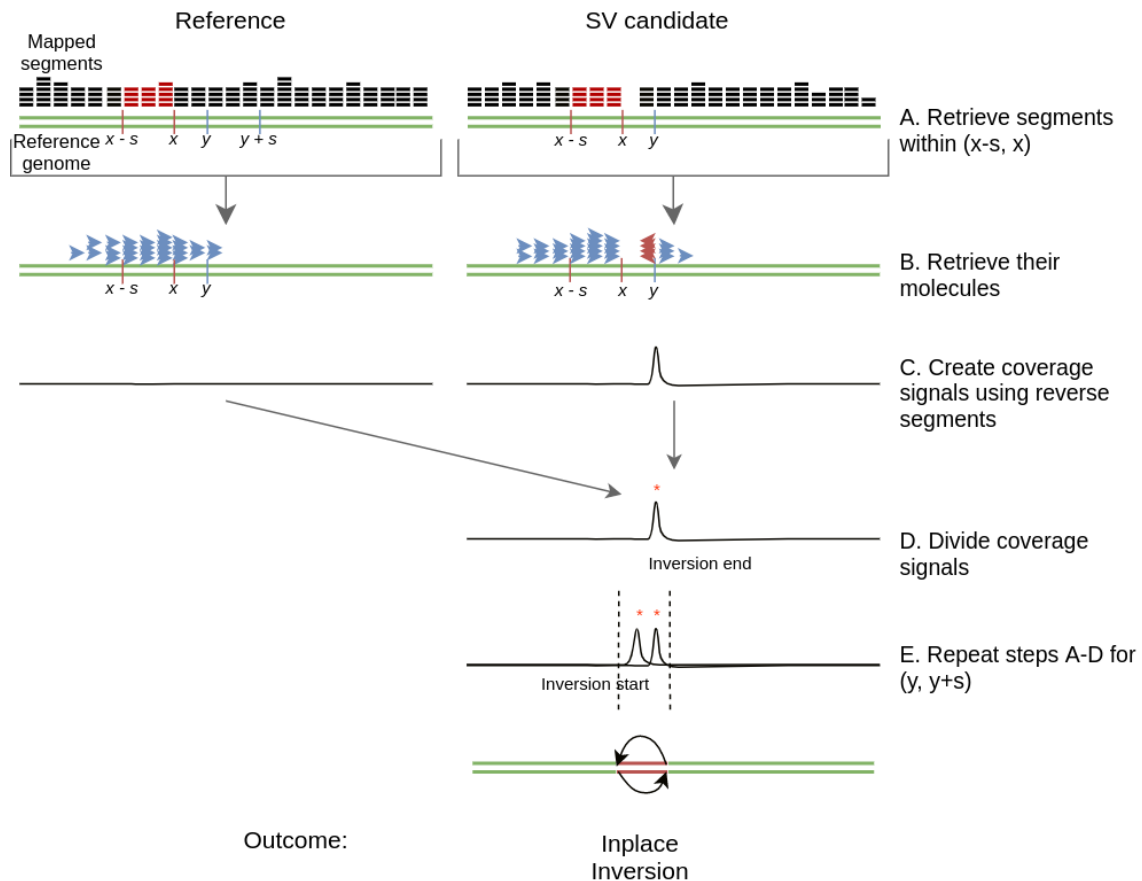 Reference
SV candidate
Mapped
segments
x - s
x
y
y + s
Reference
genome
x - s
x
y
A. Retrieve segments
within (x-s, x)
x - s
x
y
x - s
x
y
B. Retrieve their
molecules
C. Create coverage
signals using reverse
segments
*
Inversion end
D. Divide coverage
signals
* *
Inversion start
E. Repeat steps A-D for
(y, y+s)
Outcome:
Inplace
Inversion